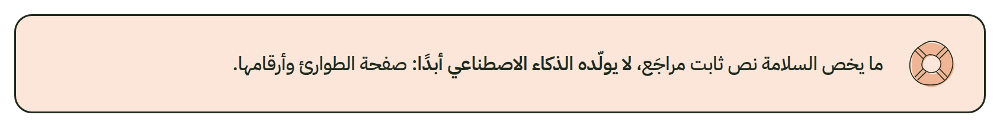 ما يخص السلامة نص ثابت مراجَع، لا يولّده الذكاء الاصطناعي أبدًا: صفحة الطوارئ وأرقامها.